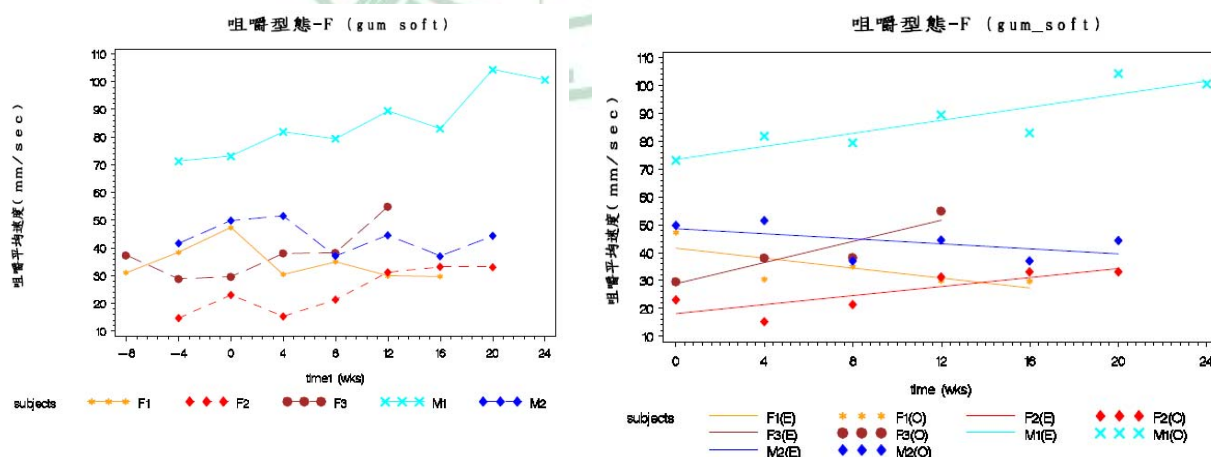 咀嚼型態-F (gum soft)
咀嚼平均速度(mm/sec)
110
100
90
80
70
60
50
40
30
20
10
-8 -4 0 4 8 12 16 20 24
time1 (wks)
subjects F1 F2 F3 M1 M2
咀嚼型態-F (gum_soft)
咀嚼平均速度(mm/sec)
110
100
90
80
70
60
50
40
30
20
10
0 4 8 12 16 20 24
time (wks)
subjects F1(E) F1(O) F2(E) F2(O)
F3(E) F3(O) M1(E) M1(O)
M2(E) M2(O)